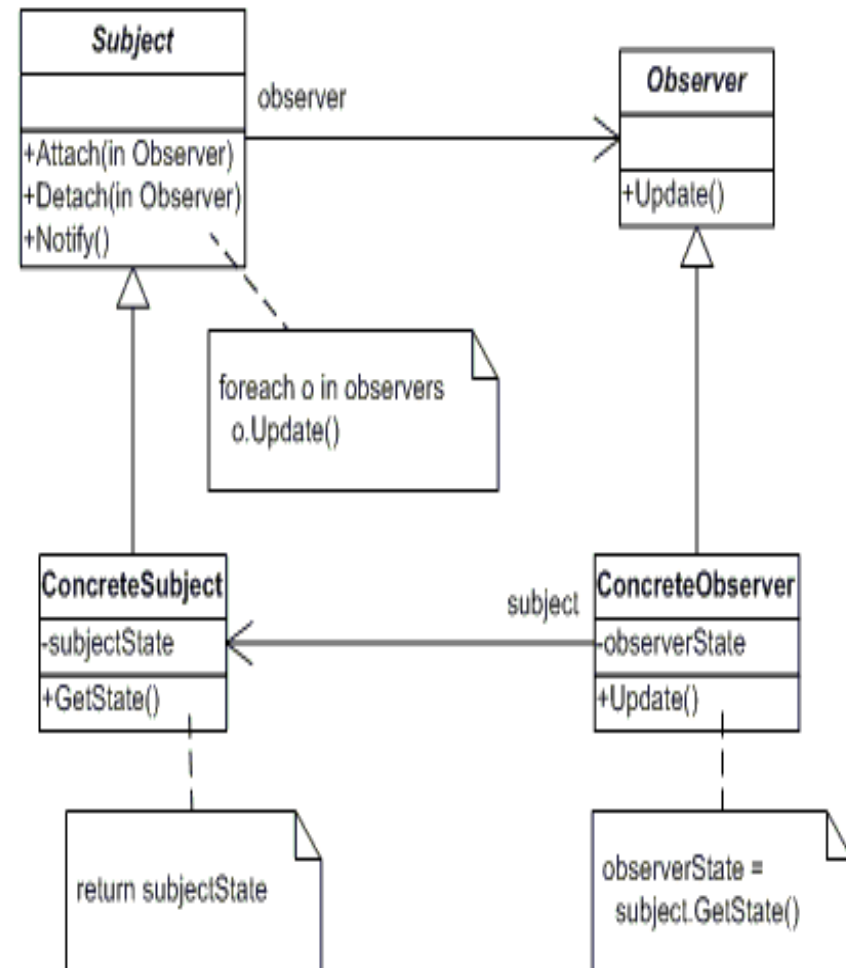 Subject
+Attach(in Observer)
+Detach(in Observer)
+Notify()
observer
Observer
+Update()
foreach o in observers
o.Update()
ConcreteSubject
-subjectState
+GetState()
subject
ConcreteObserver
-observerState
+Update()
return subjectState
observerState =
subject.GetState()